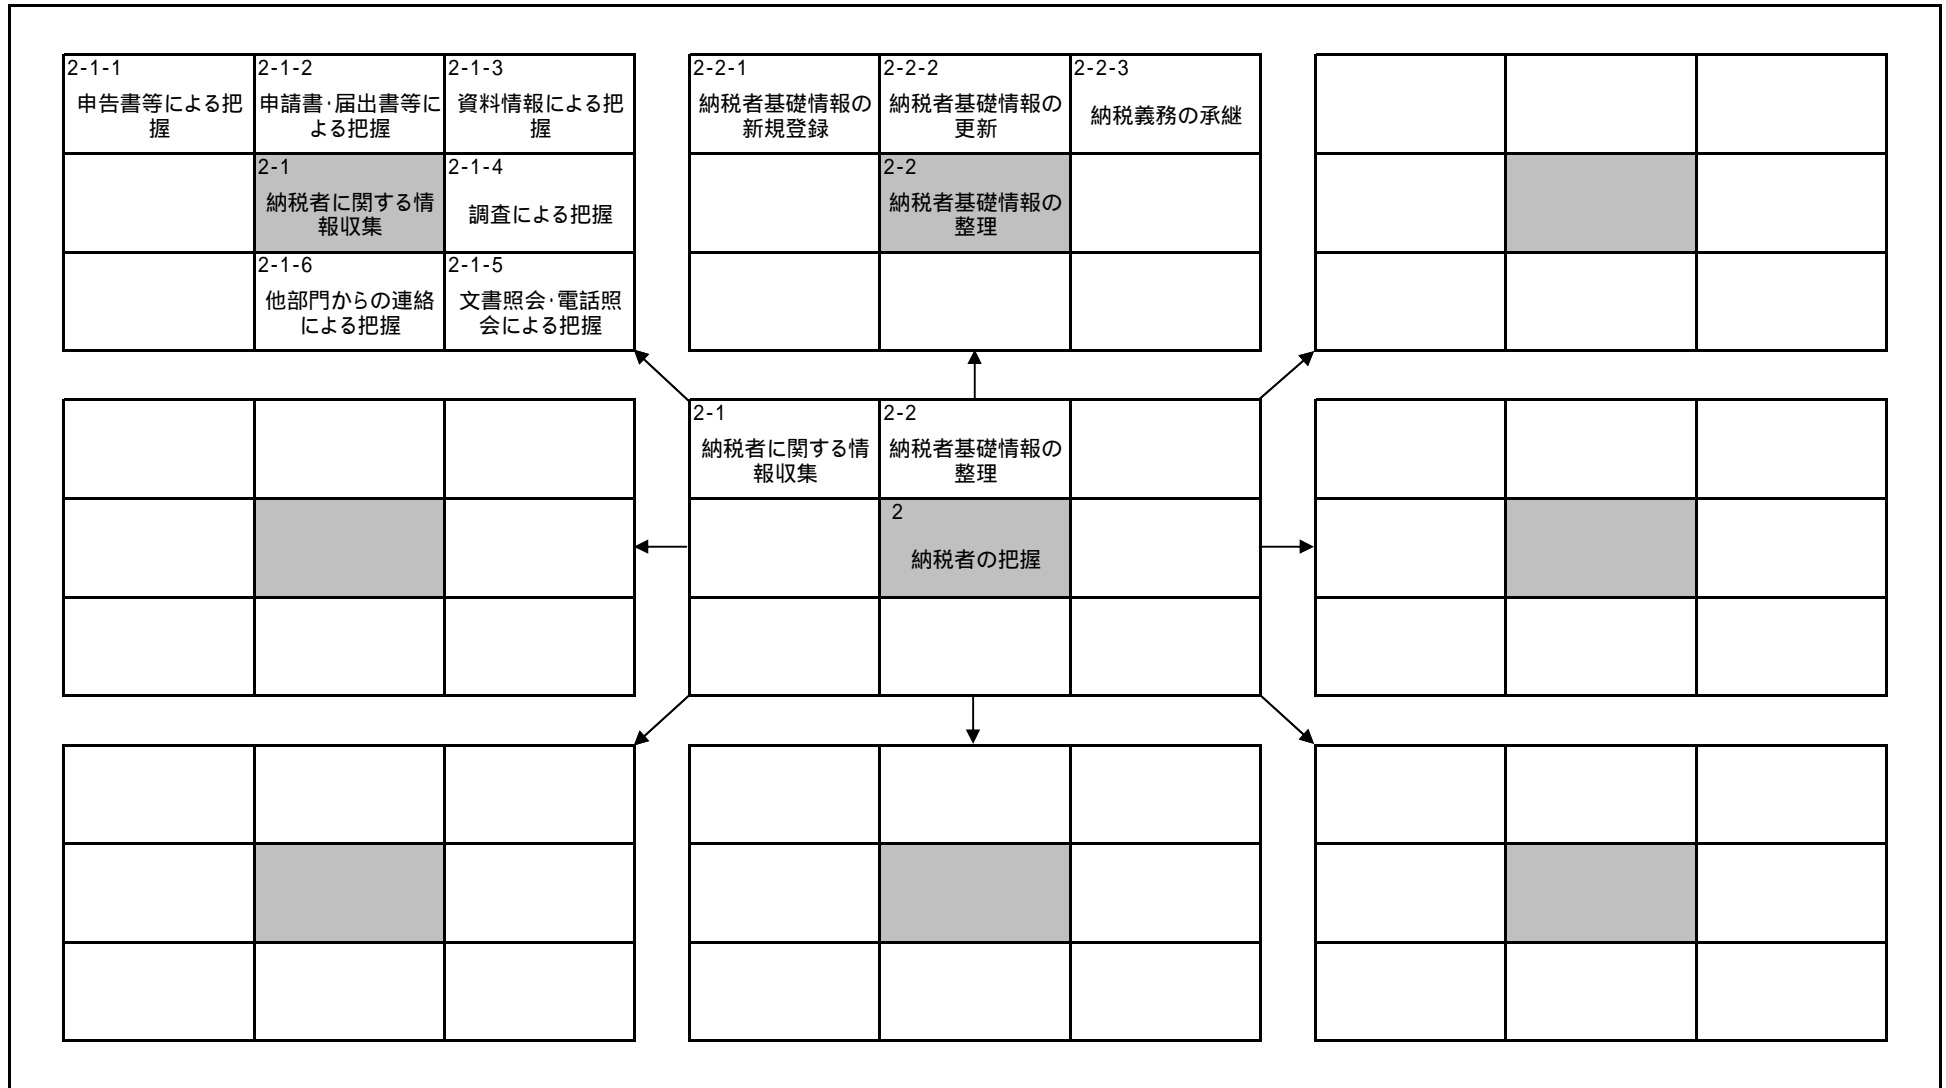 2-1-1
申告書等による把
握
2-1-2
申請書･届出書等に
よる把握
2-1-3
資料情報による把
握
2-1
納税者に関する情
報収集
2-1-4
調査による把握
2-1-6
他部門からの連絡
による把握
2-1-5
文書照会･電話照
会による把握
2-2-1
納税者基礎情報の
新規登録
2-2-2
納税者基礎情報の
更新
2-2-3
納税義務の承継
2-2
納税者基礎情報の
整理
2-1
納税者に関する情
報収集
2-2
納税者基礎情報の
整理
2
納税者の把握